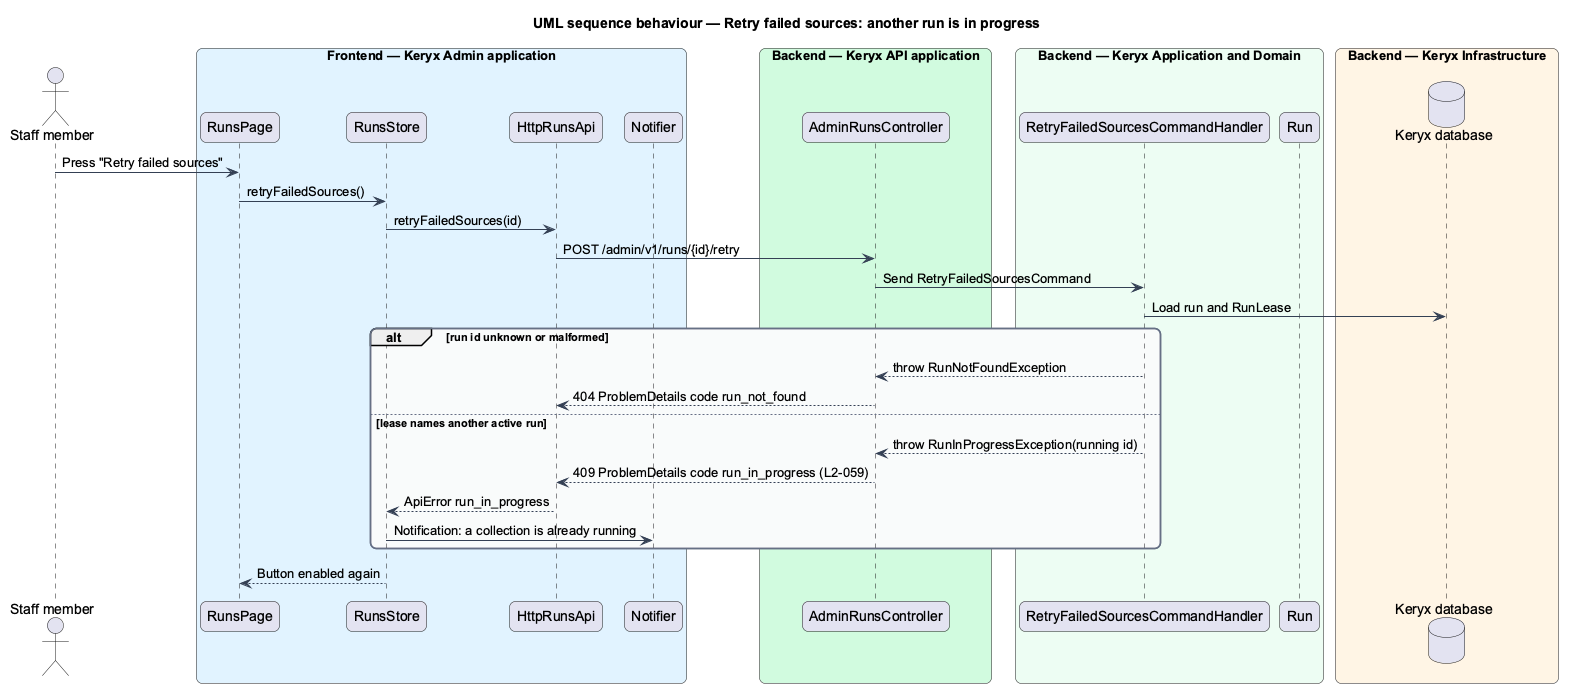 UML sequence behaviour — Retry failed sources: another run is in progress
Frontend — Keryx Admin application
Backend — Keryx API application
Backend — Keryx Application and Domain
Backend — Keryx Infrastructure
Staff member
RunsPage
RunsStore
HttpRunsApi
Notifier
AdminRunsController
RetryFailedSourcesCommandHandler
Run
Keryx database
Press "Retry failed sources"
retryFailedSources()
retryFailedSources(id)
POST /admin/v1/runs/{id}/retry
Send RetryFailedSourcesCommand
Load run and RunLease
alt
[run id unknown or malformed]
throw RunNotFoundException
404 ProblemDetails code run_not_found
[lease names another active run]
throw RunInProgressException(running id)
409 ProblemDetails code run_in_progress (L2-059)
ApiError run_in_progress
Notification: a collection is already running
Button enabled again
Staff member
RunsPage
RunsStore
HttpRunsApi
Notifier
AdminRunsController
RetryFailedSourcesCommandHandler
Run
Keryx database